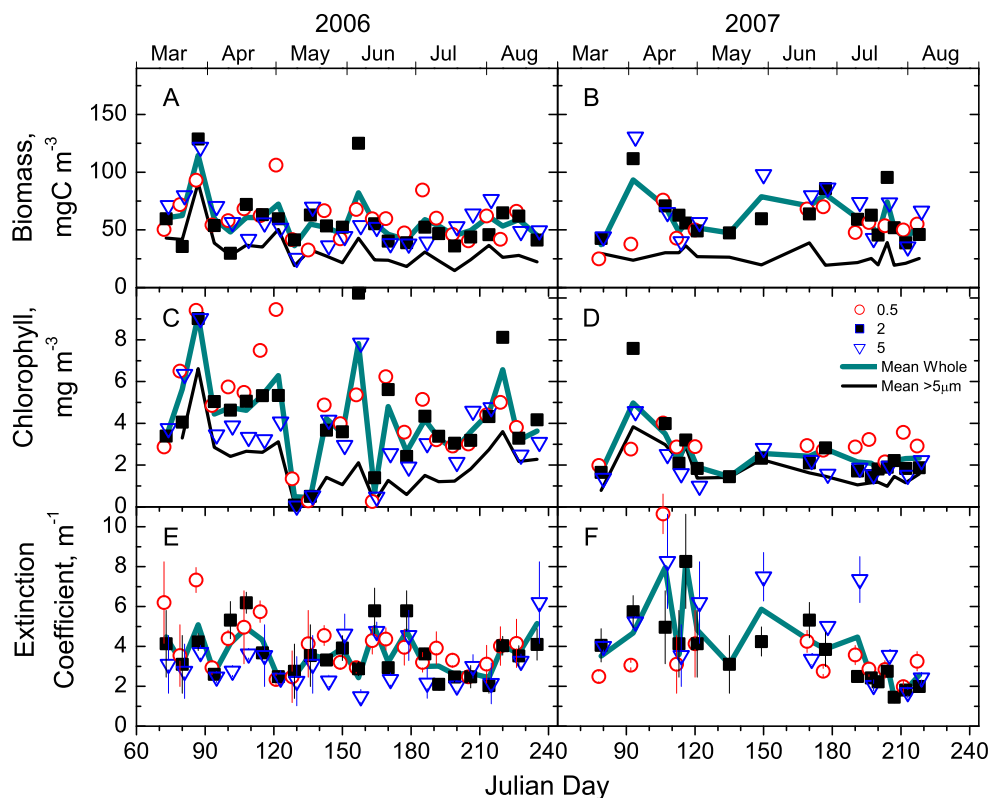 2006
2007
Mar Apr May Jun Jul Aug
Mar Apr May Jun Jul Aug
A
B
Biomass,
mgC m-3
150
100
50
0
C
D
Chlorophyll,
mg m-3
8
6
4
2
0
0.5
2
5
Mean Whole
Mean >5μm
E
F
Extinction
Coefficient, m-1
10
8
6
4
2
0
60 90 120 150 180 210 240
90 120 150 180 210 240
Julian Day